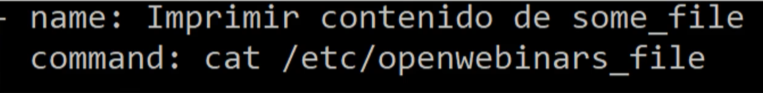 - name: Imprimir contenido de some_file
command: cat /etc/openwebinars_file